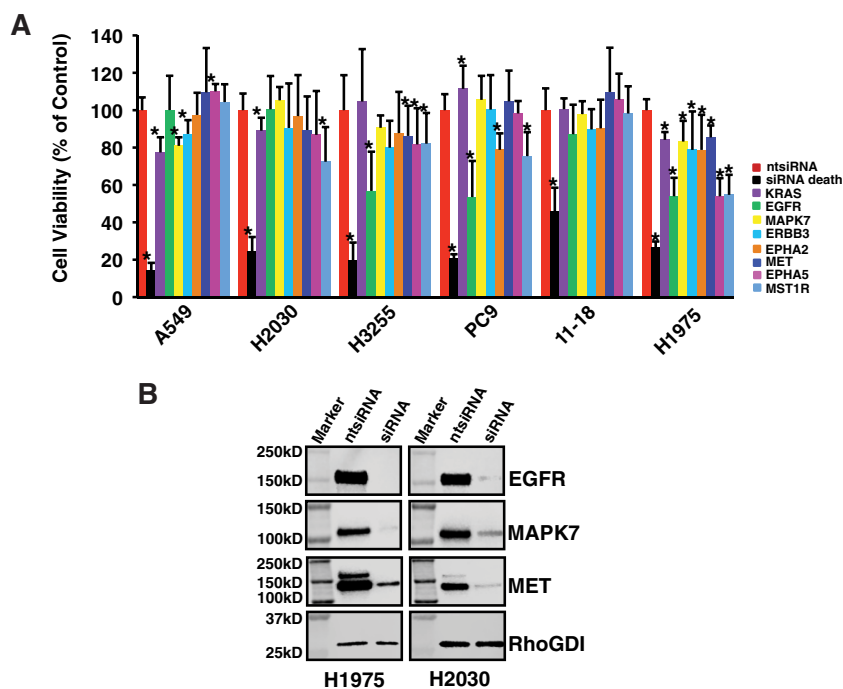 A
Cell Viability (% of Control)
140
120
100
80
60
40
20
0
* * * * * *
* * *
* * * * * *
* * * * *
*
* * * * * * * * *
A549
H2030
H3255
PC9
11-18
H1975
ntsiRNA
siRNA death
KRAS
EGFR
MAPK7
ERBB3
EPHA2
MET
EPHA5
MST1R
B
Marker ntsiRNA siRNA Marker ntsiRNA siRNA
250kD
150kD
EGFR
150kD
100kD
MAPK7
250kD
150kD
100kD
MET
37kD
25kD
RhoGDI
H1975 H2030